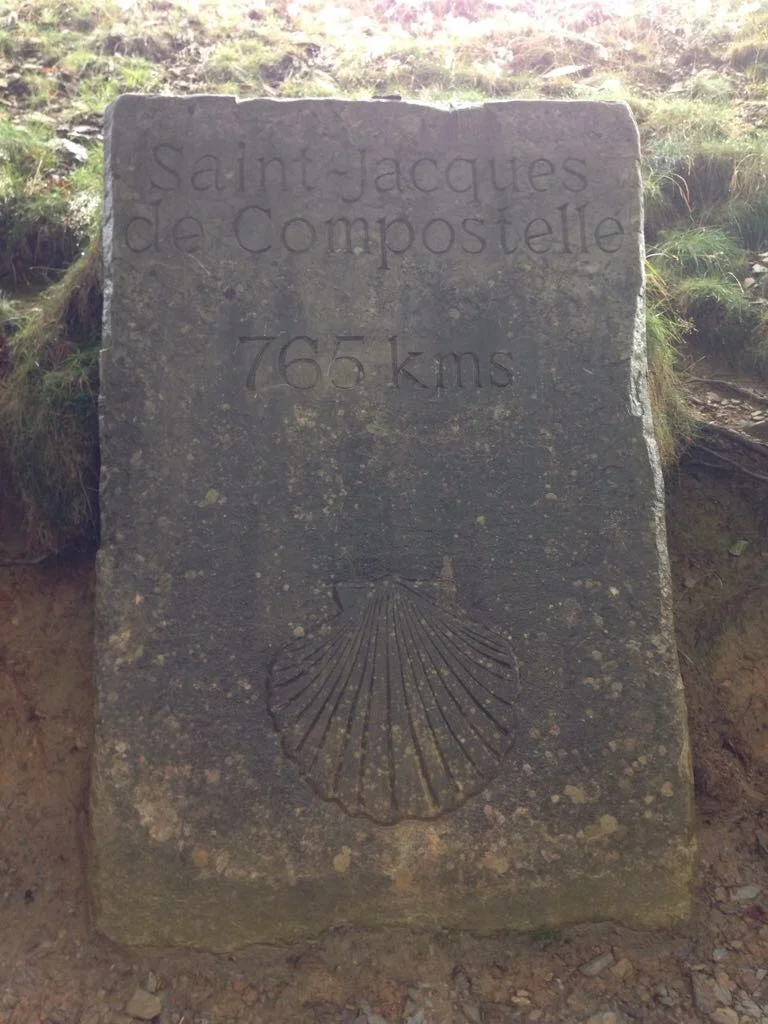 Saint-Jacques
de Compostelle
765 kms